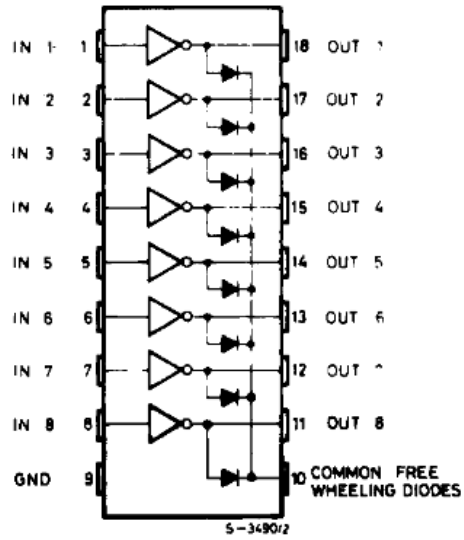 IN 1 1 18 OUT
IN 2 2 17 OUT 2
IN 3 3 16 OUT 3
IN 4 4 15 OUT 4
IN 5 5 14 OUT 5
IN 6 6 13 OUT 6
IN 7 7 12 OUT
IN 8 8 11 OUT 8
GND 9 10 COMMON FREE
WHEELING DIODES
S-3490/2